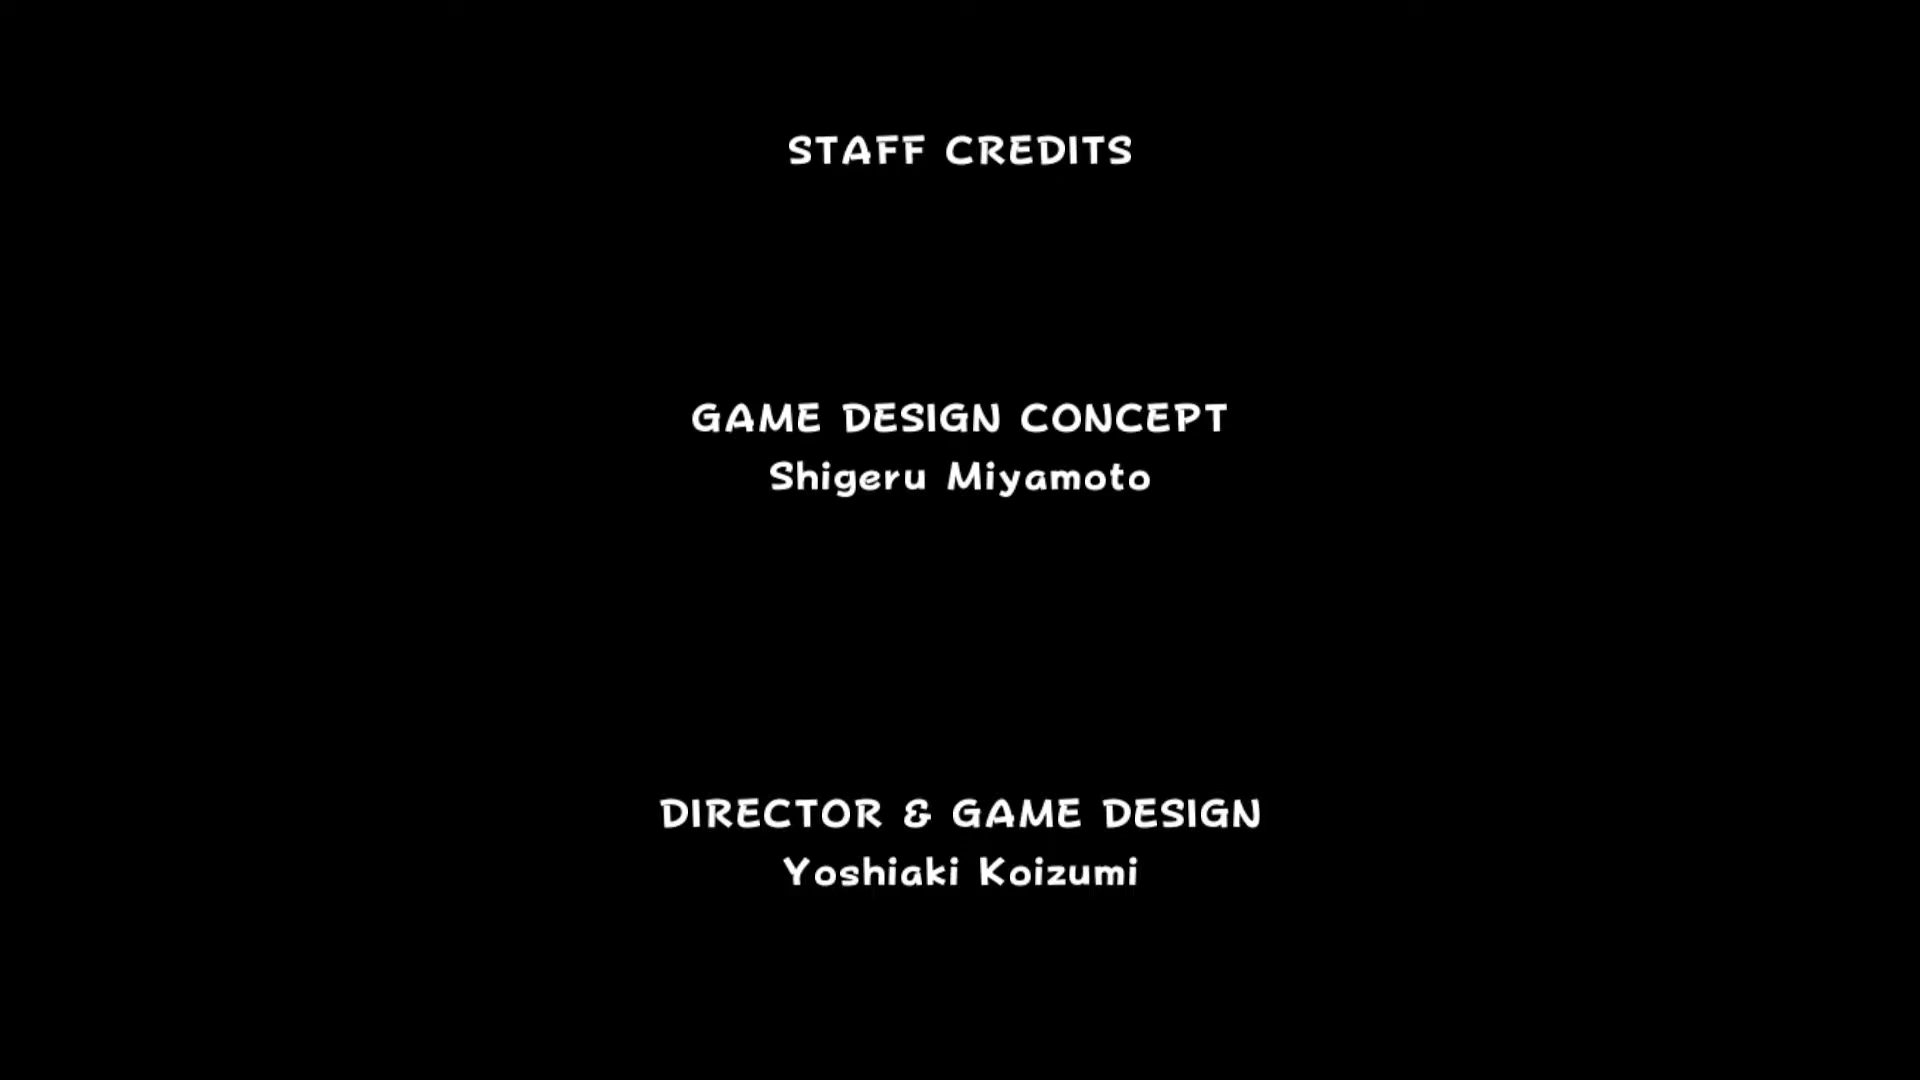 STAFF CREDITS
GAME DESIGN CONCEPT
Shigeru Miyamoto
DIRECTOR & GAME DESIGN
Yoshiaki Koizumi